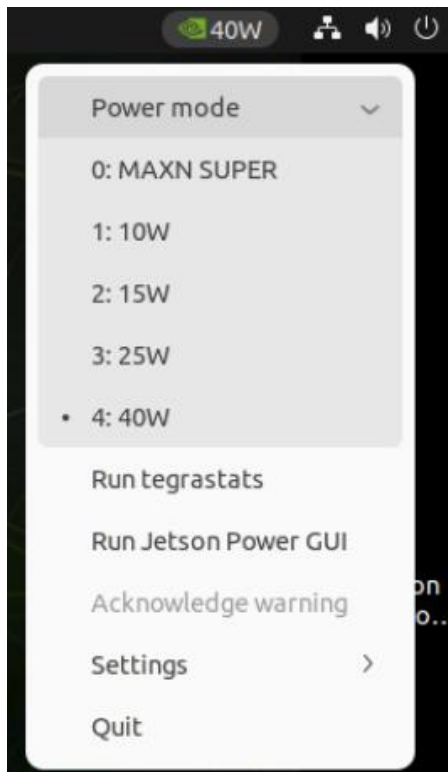 40W
Power mode
0: MAXN SUPER
1: 10W
2: 15W
3: 25W
• 4: 40W
Run tegrastats
Run Jetson Power GUI
on
Acknowledge warning
o..
Settings
Quit